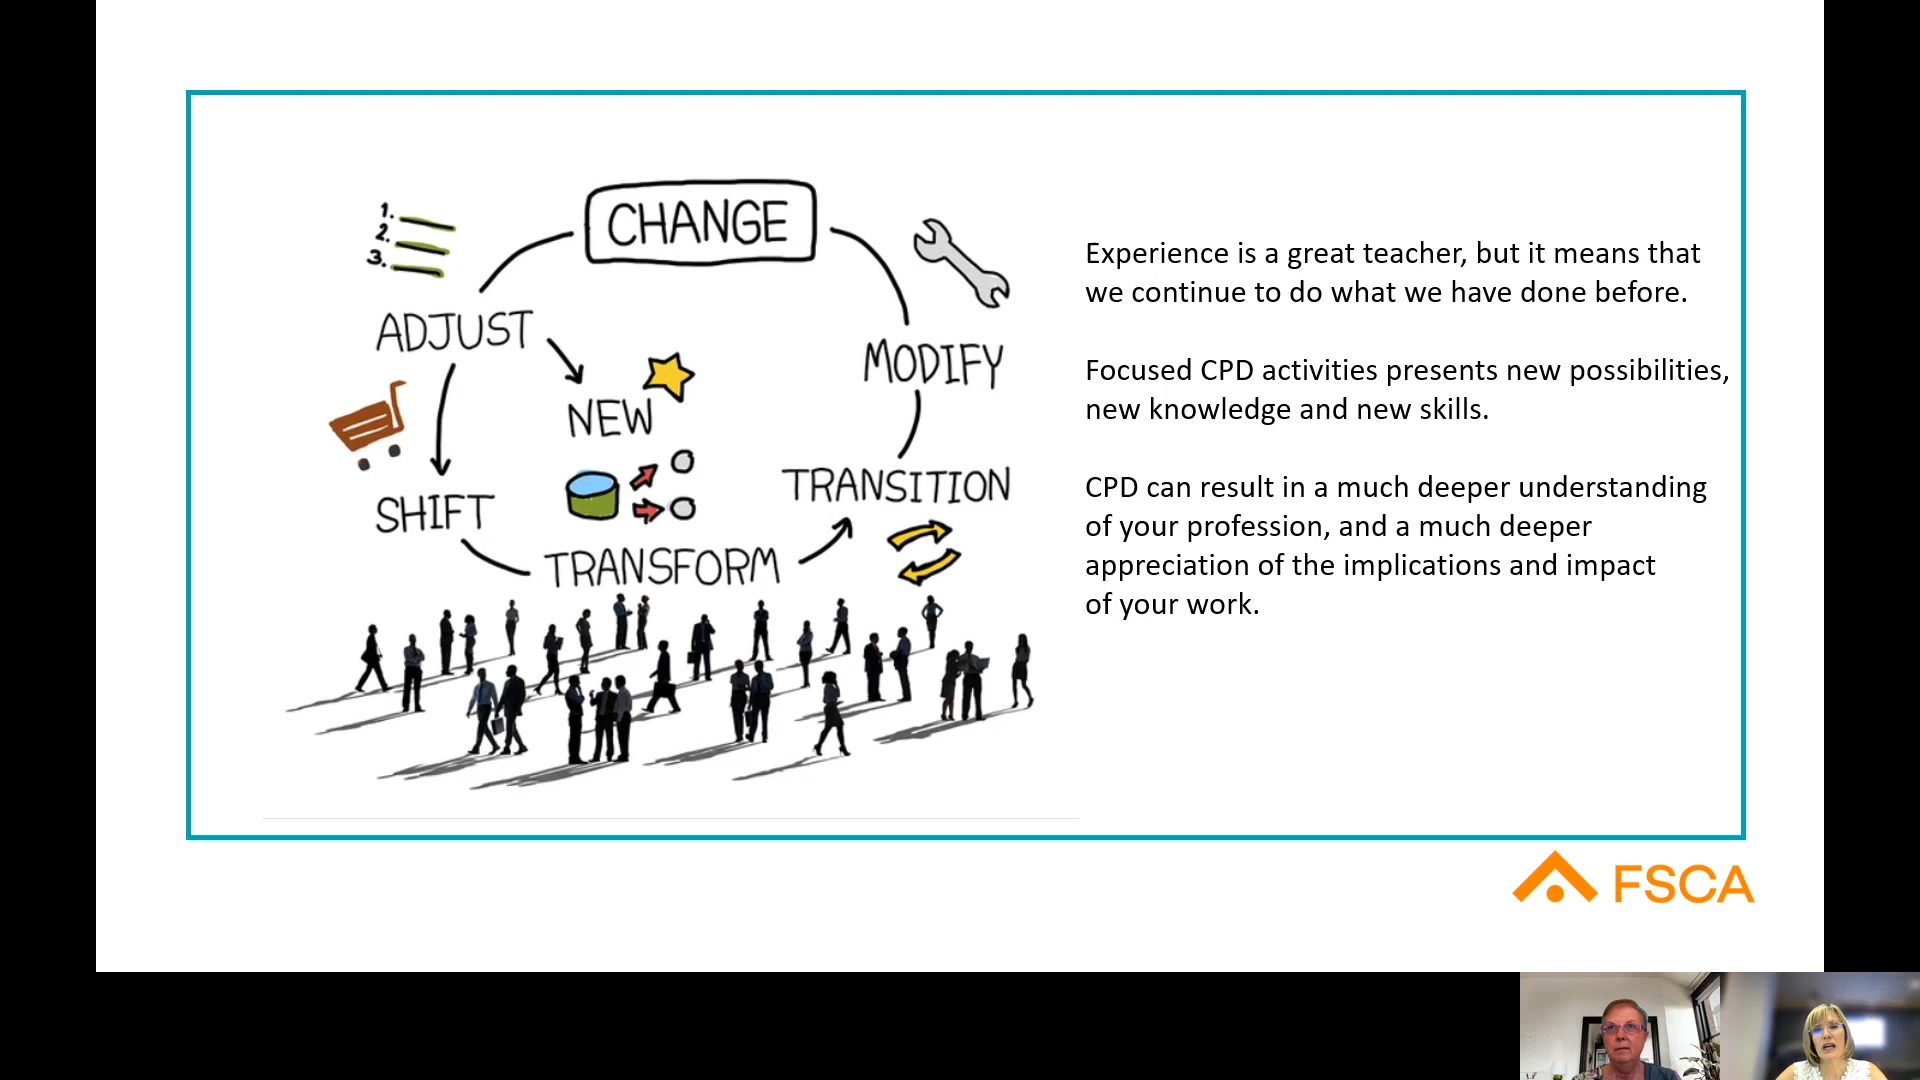 CHANGE
1.
2.
3.
ADJUST
MODIFY
NEW
TRANSITION
SHIFT
TRANSFORM
Experience is a great teacher, but it means that
we continue to do what we have done before.
Focused CPD activities presents new possibilities,
new knowledge and new skills.
CPD can result in a much deeper understanding
of your profession, and a much deeper
appreciation of the implications and impact
of your work.
FSCA